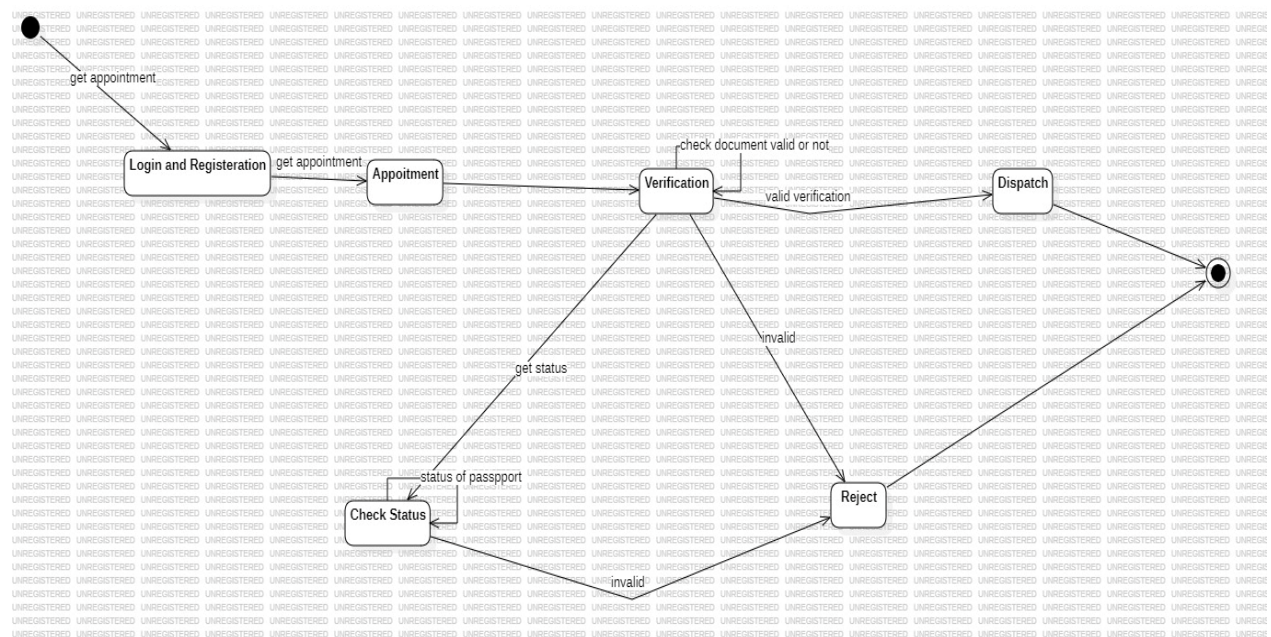 get appointment
Login and Registeration
get appointment
Appoitment
check document valid or not
Verification
valid verification
Dispatch
invalid
get status
status of passpport
Check Status
Reject
invalid
UNREGISTERED